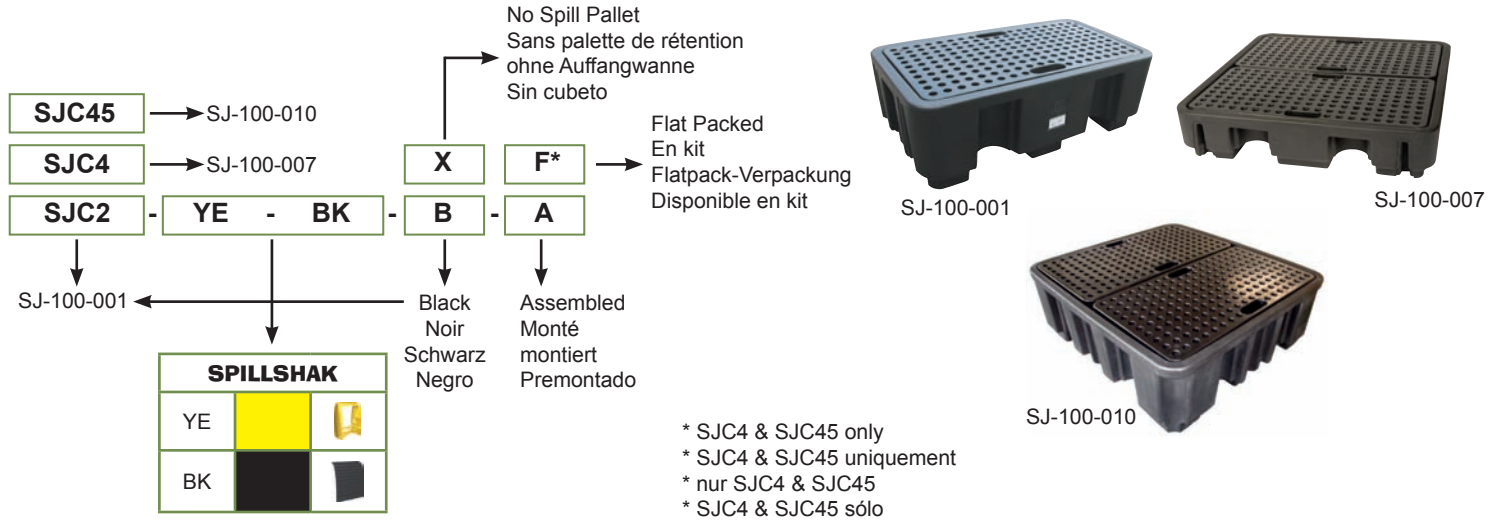 No Spill Pallet
Sans palette de rétention
ohne Auffangwanne
Sin cubeto
SJC45
SJ-100-010
SJC4
SJ-100-007
X
F*
Flat Packed
En kit
Flatpack-Verpackung
Disponible en kit
SJC2 - YE - BK - B - A
SJ-100-001
Black
Noir
Schwarz
Negro
Assembled
Monté
montiert
Premontado
SPILLSHAK
YE
BK
* SJC4 & SJC45 only
* SJC4 & SJC45 uniquement
* nur SJC4 & SJC45
* SJC4 & SJC45 sólo
SJ-100-001
SJ-100-007
SJ-100-010